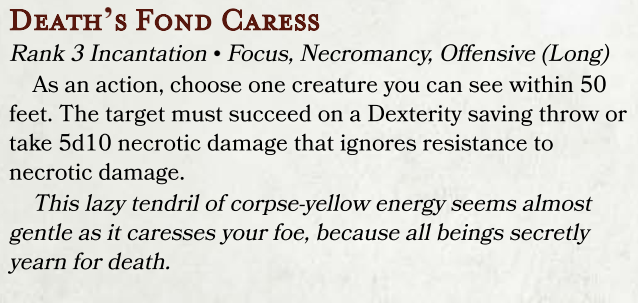 Death's Fond Caress
Rank 3 Incantation • Focus, Necromancy, Offensive (Long)
As an action, choose one creature you can see within 50
feet. The target must succeed on a Dexterity saving throw or
take 5d10 necrotic damage that ignores resistance to
necrotic damage.
This lazy tendril of corpse-yellow energy seems almost
gentle as it caresses your foe, because all beings secretly
yearn for death.